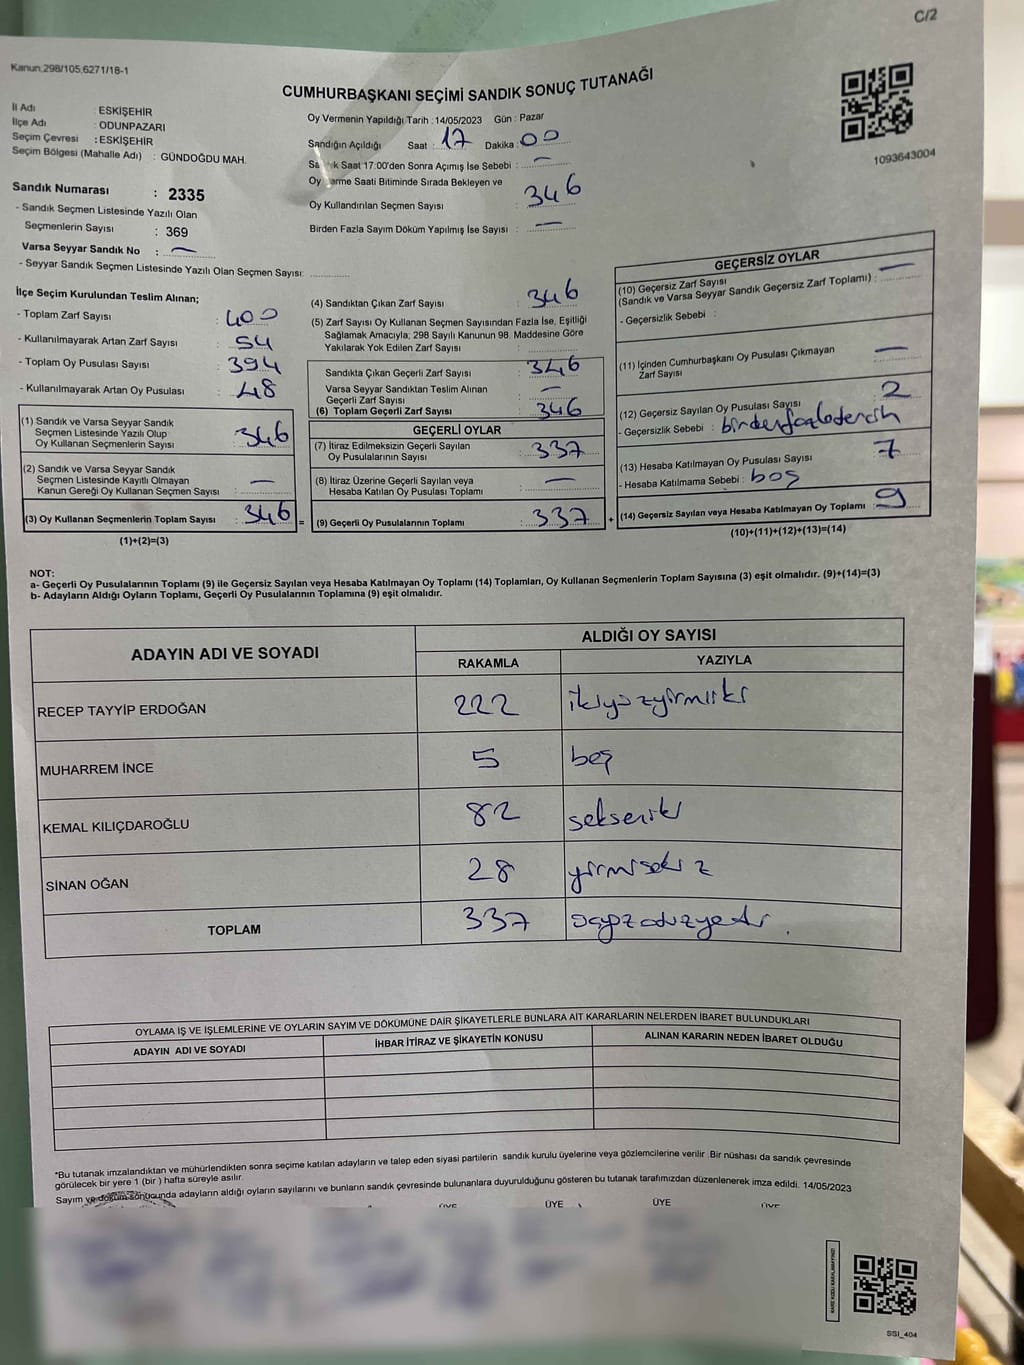 C/2
Kanun.298/105,6271/18-1
CUMHURBAŞKANI SEÇİMİ SANDIK SONUÇ TUTANAĞI
1093643004
İl Adı : ESKİŞEHİR
İlçe Adı : ODUNPAZARI
Seçim Çevresi : ESKİŞEHİR
Seçim Bölgesi (Mahalle Adı) : GÜNDOĞDU MAH.
Sandık Numarası : 2335
- Sandık Seçmen Listesinde Yazılı Olan
Seçmenlerin Sayısı : 369
Varsa Seyyar Sandık No : —
- Seyyar Sandık Seçmen Listesinde Yazılı Olan Seçmen Sayısı:
Oy Vermenin Yapıldığı Tarih :14/05/2023 Gün : Pazar
Sandığın Açıldığı Saat : 17 Dakika : 00
Saat 17:00'den Sonra Açımış İse Sebebi : —
Oy Saati Bitiminde Sırada Bekleyen ve
Oy Kullandırılan Seçmen Sayısı : 346
Birden Fazla Sayım Döküm Yapılmış İse Sayısı : —
İlçe Seçim Kurulundan Teslim Alınan;
- Toplam Zarf Sayısı : 400
- Kullanılmayarak Artan Zarf Sayısı : 54
- Toplam Oy Pusulası Sayısı : 394
- Kullanılmayarak Artan Oy Pusulası : 48
(1) Sandık ve Varsa Seyyar Sandık
Seçmen Listesinde Yazılı Olup
Oy Kullanan Seçmenlerin Sayısı : 346
(2) Sandık ve Varsa Seyyar Sandık
Seçmen Listesinde Kayıtlı Olmayan
Kanun Gereği Oy Kullanan Seçmen Sayısı : —
(3) Oy Kullanan Seçmenlerin Toplam Sayısı : 346
(1)+(2)=(3)
(4) Sandıktan Çıkan Zarf Sayısı : 346
(5) Zarf Sayısı Oy Kullanan Seçmen Sayısından Fazla İse, Eşitliği
Sağlamak Amacıyla; 298 Sayılı Kanunun 98. Maddesine Göre
Yakılarak Yok Edilen Zarf Sayısı :
Sandıkta Çıkan Geçerli Zarf Sayısı : 346
Varsa Seyyar Sandıktan Teslim Alınan
Geçerli Zarf Sayısı : —
(6) Toplam Geçerli Zarf Sayısı : 346
GEÇERLİ OYLAR
(7) İtiraz Edilmeksizin Geçerli Sayılan
Oy Pusulalarının Sayısı : 337
(8) İtiraz Üzerine Geçerli Sayılan veya
Hesaba Katılan Oy Pusulası Toplamı : —
= (9) Geçerli Oy Pusulalarının Toplamı : 337 +
GEÇERSİZ OYLAR
(10) Geçersiz Zarf Sayısı
(Sandık ve Varsa Seyyar Sandık Geçersiz Zarf Toplamı) : —
- Geçersizlik Sebebi :
(11) İçinden Cumhurbaşkanı Oy Pusulası Çıkmayan
Zarf Sayısı : —
(12) Geçersiz Sayılan Oy Pusulası Sayısı : 2
- Geçersizlik Sebebi :
(13) Hesaba Katılmayan Oy Pusulası Sayısı : 7
- Hesaba Katılmama Sebebi : boş
(14) Geçersiz Sayılan veya Hesaba Katılmayan Oy Toplamı : 9
(10)+(11)+(12)+(13)=(14)
NOT:
a- Geçerli Oy Pusulalarının Toplamı (9) ile Geçersiz Sayılan veya Hesaba Katılmayan Oy Toplamı (14) Toplamları, Oy Kullanan Seçmenlerin Toplam Sayısına (3) eşit olmalıdır. (9)+(14)=(3)
b- Adayların Aldığı Oyların Toplamı, Geçerli Oy Pusulalarının Toplamına (9) eşit olmalıdır.
ADAYIN ADI VE SOYADI
ALDIĞI OY SAYISI
RAKAMLA YAZIYLA
RECEP TAYYİP ERDOĞAN 222 ikiyüzyirmiiki
MUHARREM İNCE 5 beş
KEMAL KILIÇDAROĞLU 82 sekseniki
SİNAN OĞAN 28 yirmisekiz
TOPLAM 337 üçyüzotuzyedi
OYLAMA İŞ VE İŞLEMLERİNE VE OYLARIN SAYIM VE DÖKÜMÜNE DAİR ŞİKAYETLERLE BUNLARA AİT KARARLARIN NELERDEN İBARET BULUNDUKLARI
ADAYIN ADI VE SOYADI İHBAR İTİRAZ VE ŞİKAYETİN KONUSU ALINAN KARARIN NEDEN İBARET OLDUĞU
*Bu tutanak imzalandıktan ve mühürlendikten sonra seçime katılan adayların ve talep eden siyasi partilerin sandık kurulu üyelerine veya gözlemcilerine verilir .Bir nüshası da sandık çevresinde
görülecek bir yere 1 (bir ) hafta süreyle asılır.
Sayım ve döküm sonucunda adayların aldığı oyların sayılarını ve bunların sandık çevresinde bulunanlara duyurulduğunu gösteren bu tutanak tarafımızdan düzenlenerek imza edildi. 14/05/2023
ÜYE ÜYE ÜYE ÜYE
SSI_404